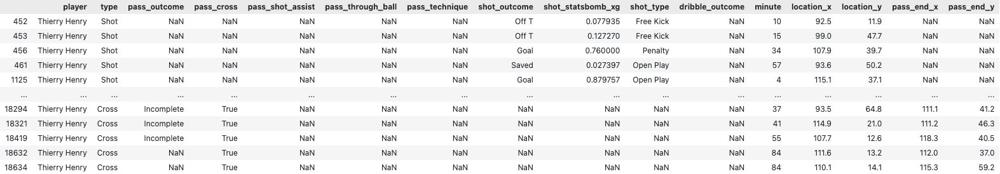 player type pass_outcome pass_cross pass_shot_assist pass_through_ball pass_technique shot_outcome shot_statsbomb_xg shot_type dribble_outcome minute location_x location_y pass_end_x pass_end_y
452 Thierry Henry Shot NaN NaN NaN NaN NaN Off T 0.077935 Free Kick NaN 10 92.5 11.9 NaN NaN
453 Thierry Henry Shot NaN NaN NaN NaN NaN Off T 0.127270 Free Kick NaN 15 99.0 47.7 NaN NaN
456 Thierry Henry Shot NaN NaN NaN NaN NaN Goal 0.760000 Penalty NaN 34 107.9 39.7 NaN NaN
461 Thierry Henry Shot NaN NaN NaN NaN NaN Saved 0.027397 Open Play NaN 57 93.6 50.2 NaN NaN
1125 Thierry Henry Shot NaN NaN NaN NaN NaN Goal 0.879757 Open Play NaN 4 115.1 37.1 NaN NaN
... ... ... ... ... ... ... ... ... ... ... ... ... ... ... ... ...
18294 Thierry Henry Cross Incomplete True NaN NaN NaN NaN NaN NaN NaN 37 93.5 64.8 111.1 41.2
18321 Thierry Henry Cross Incomplete True NaN NaN NaN NaN NaN NaN NaN 41 114.9 21.0 111.2 46.3
18419 Thierry Henry Cross Incomplete True NaN NaN NaN NaN NaN NaN NaN 55 107.7 12.6 118.3 40.5
18632 Thierry Henry Cross NaN True NaN NaN NaN NaN NaN NaN NaN 84 111.6 13.2 112.0 37.0
18634 Thierry Henry Cross NaN True NaN NaN NaN NaN NaN NaN NaN 84 110.1 14.1 115.3 59.2